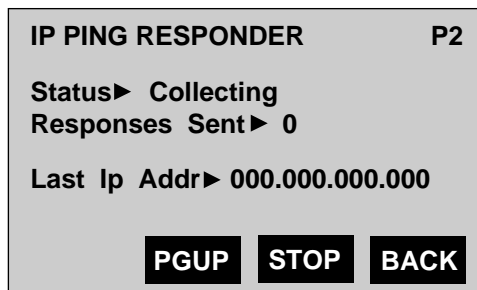 IP PING RESPONDER P2
Status► Collecting
Responses Sent► 0
Last Ip Addr► 000.000.000.000
PGUP STOP BACK